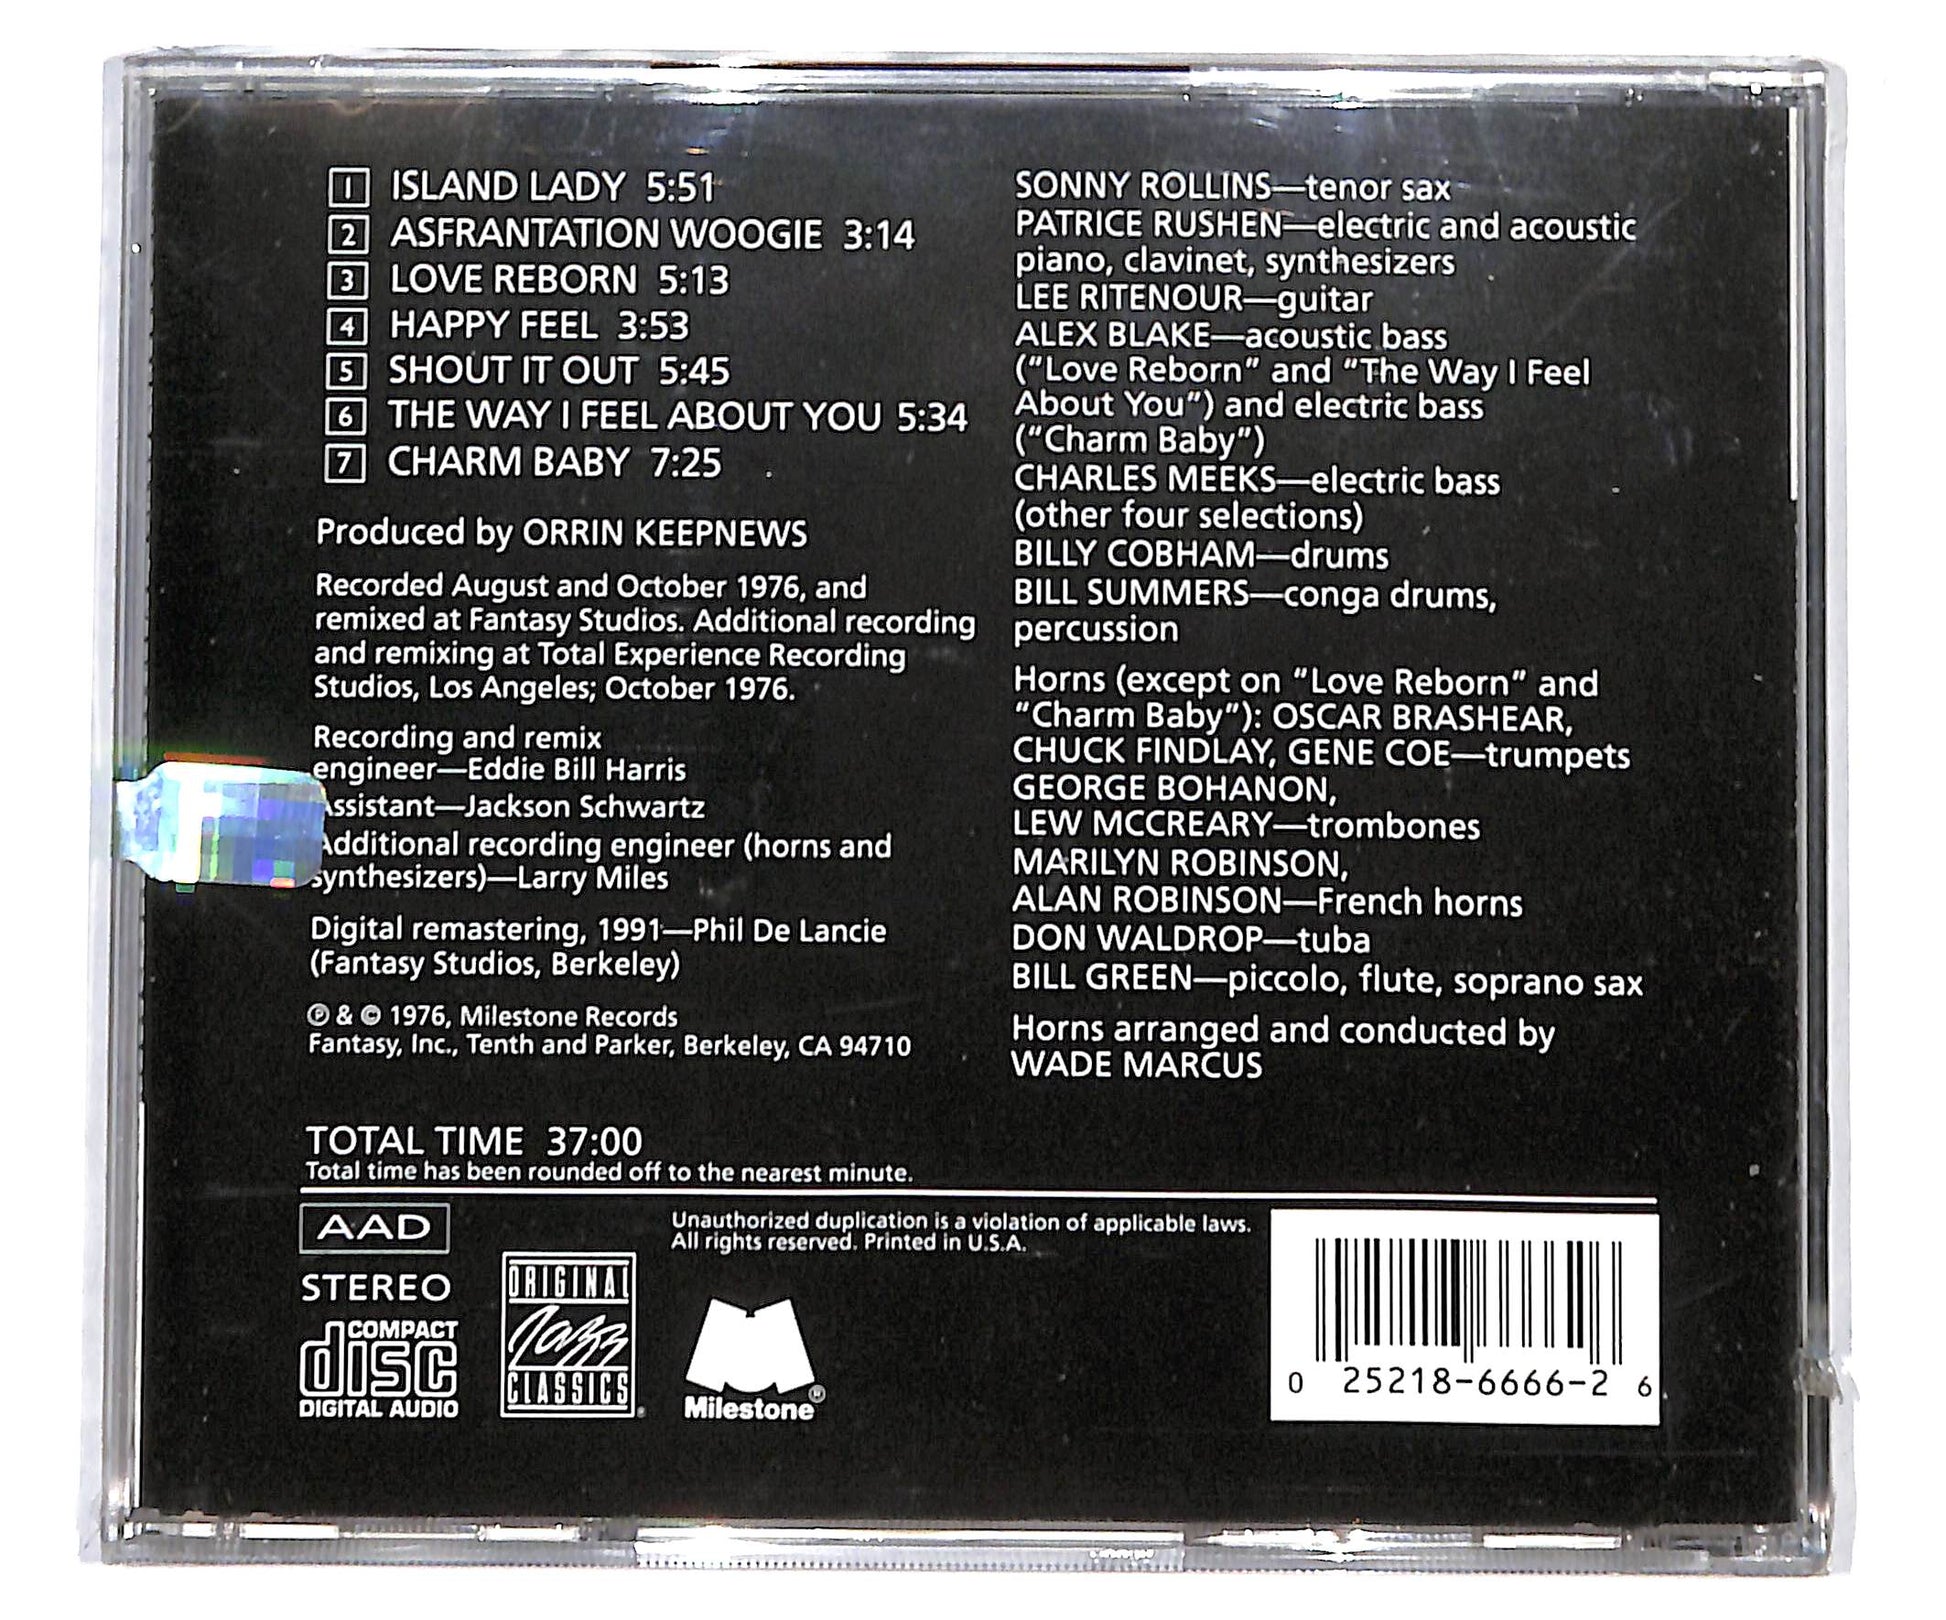 1 ISLAND LADY 5:51
2 ASFRANTATION WOOGIE 3:14
3 LOVE REBORN 5:13
4 HAPPY FEEL 3:53
5 SHOUT IT OUT 5:45
6 THE WAY I FEEL ABOUT YOU 5:34
7 CHARM BABY 7:25
Produced by ORRIN KEEPNEWS
Recorded August and October 1976, and
remixed at Fantasy Studios. Additional recording
and remixing at Total Experience Recording
Studios, Los Angeles; October 1976.
Recording and remix
engineer—Eddie Bill Harris
Assistant—Jackson Schwartz
Additional recording engineer (horns and
synthesizers)—Larry Miles
Digital remastering, 1991—Phil De Lancie
(Fantasy Studios, Berkeley)
℗ & © 1976, Milestone Records
Fantasy, Inc., Tenth and Parker, Berkeley, CA 94710
SONNY ROLLINS—tenor sax
PATRICE RUSHEN—electric and acoustic
piano, clavinet, synthesizers
LEE RITENOUR—guitar
ALEX BLAKE—acoustic bass
("Love Reborn" and "The Way I Feel
About You") and electric bass
("Charm Baby")
CHARLES MEEKS—electric bass
(other four selections)
BILLY COBHAM—drums
BILL SUMMERS—conga drums,
percussion
Horns (except on "Love Reborn" and
"Charm Baby"): OSCAR BRASHEAR,
CHUCK FINDLAY, GENE COE—trumpets
GEORGE BOHANON,
LEW MCCREARY—trombones
MARILYN ROBINSON,
ALAN ROBINSON—French horns
DON WALDROP—tuba
BILL GREEN—piccolo, flute, soprano sax
Horns arranged and conducted by
WADE MARCUS
TOTAL TIME 37:00
Total time has been rounded off to the nearest minute.
AAD
STEREO
COMPACT
disc
DIGITAL AUDIO
ORIGINAL
Jazz
CLASSICS
Unauthorized duplication is a violation of applicable laws.
All rights reserved. Printed in U.S.A.
Milestone®
0 25218-6666-2 6